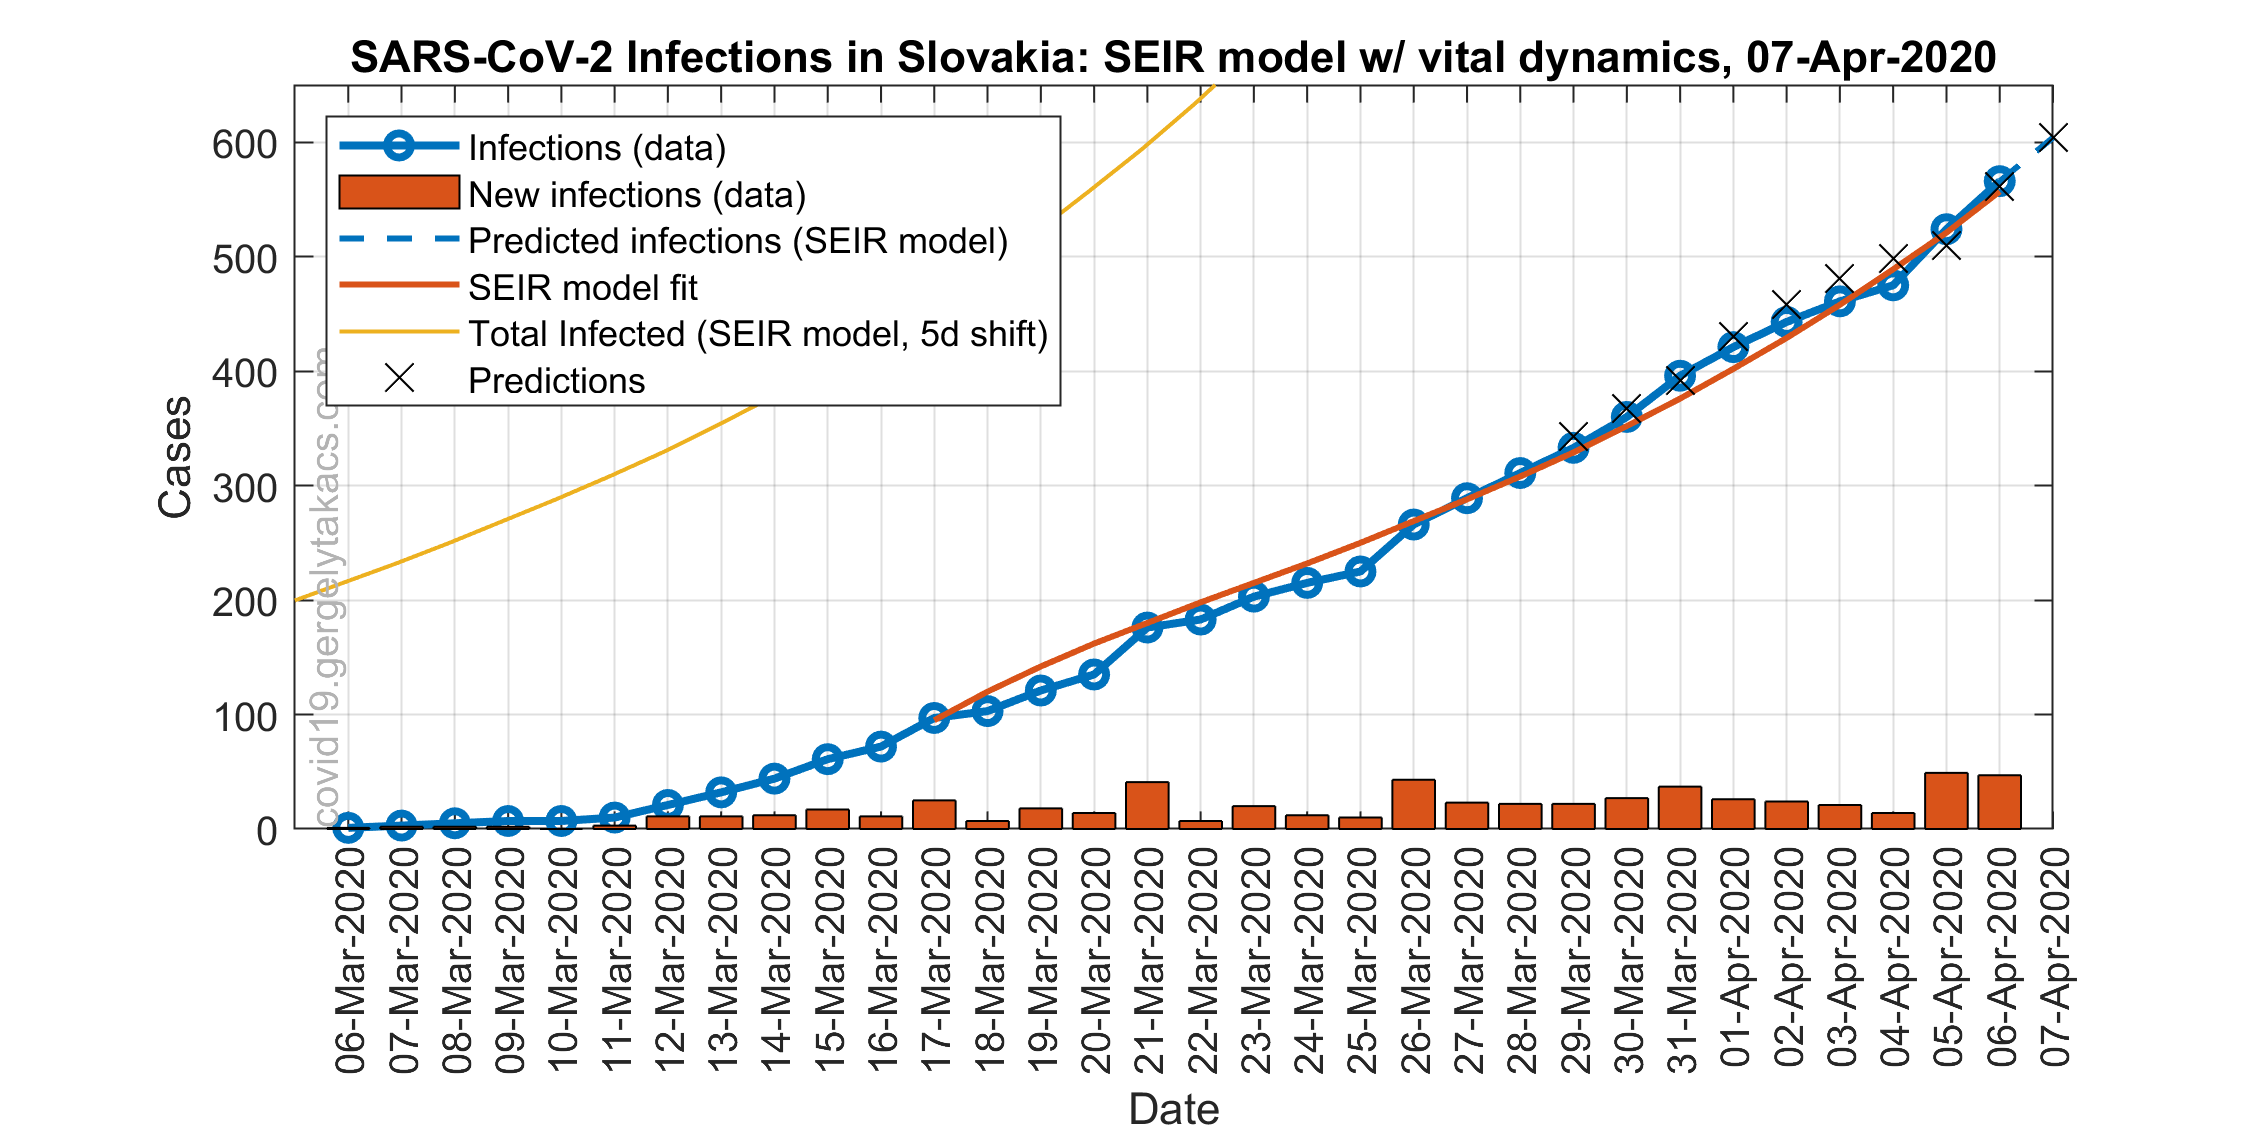 SARS-CoV-2 Infections in Slovakia: SEIR model w/ vital dynamics, 07-Apr-2020
Infections (data)
New infections (data)
Predicted infections (SEIR model)
SEIR model fit
Total Infected (SEIR model, 5d shift)
Predictions
600
500
400
300
200
100
0
Cases
covid19.gergelytakacs.com
06-Mar-2020
07-Mar-2020
08-Mar-2020
09-Mar-2020
10-Mar-2020
11-Mar-2020
12-Mar-2020
13-Mar-2020
14-Mar-2020
15-Mar-2020
16-Mar-2020
17-Mar-2020
18-Mar-2020
19-Mar-2020
20-Mar-2020
21-Mar-2020
22-Mar-2020
23-Mar-2020
24-Mar-2020
25-Mar-2020
26-Mar-2020
27-Mar-2020
28-Mar-2020
29-Mar-2020
30-Mar-2020
31-Mar-2020
01-Apr-2020
02-Apr-2020
03-Apr-2020
04-Apr-2020
05-Apr-2020
06-Apr-2020
07-Apr-2020
Date